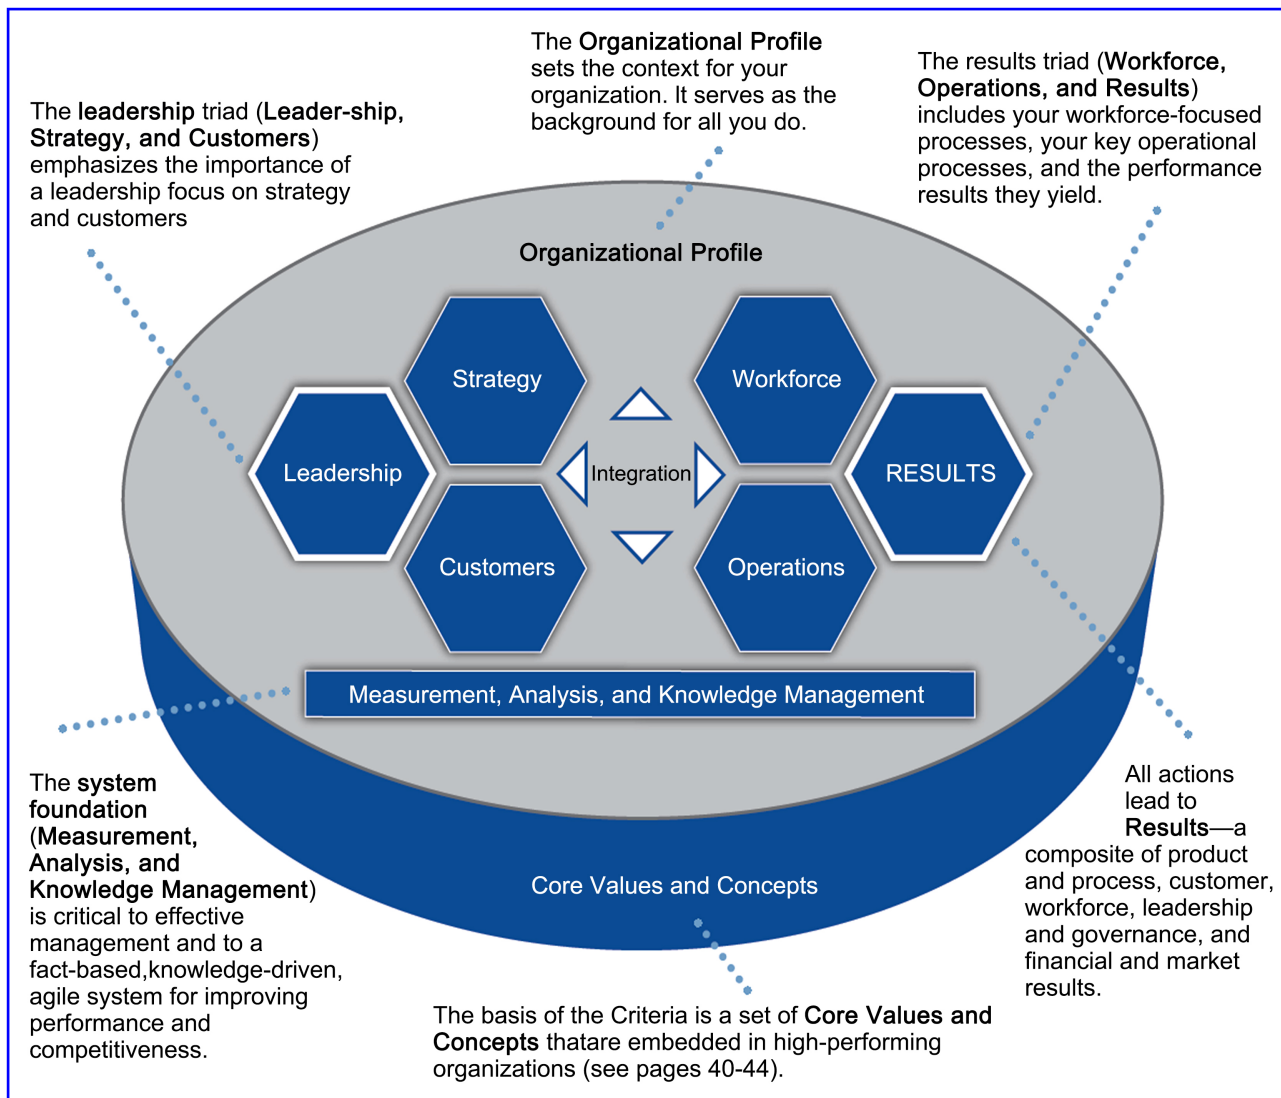 The Organizational Profile
sets the context for your
organization. It serves as the
background for all you do.
The results triad (Workforce,
Operations, and Results)
includes your workforce-focused
processes, your key operational
processes, and the performance
results they yield.
The leadership triad (Leader-ship,
Strategy, and Customers)
emphasizes the importance of
a leadership focus on strategy
and customers
Organizational Profile
Strategy
Workforce
Leadership
Integration
RESULTS
Customers
Operations
Measurement, Analysis, and Knowledge Management
The system
foundation
(Measurement,
Analysis, and
Knowledge Management)
is critical to effective
management and to a
fact-based,knowledge-driven,
agile system for improving
performance and
competitiveness.
Core Values and Concepts
All actions
lead to
Results—a
composite of product
and process, customer,
workforce, leadership
and governance, and
financial and market
results.
The basis of the Criteria is a set of Core Values and
Concepts thatare embedded in high-performing
organizations (see pages 40-44).